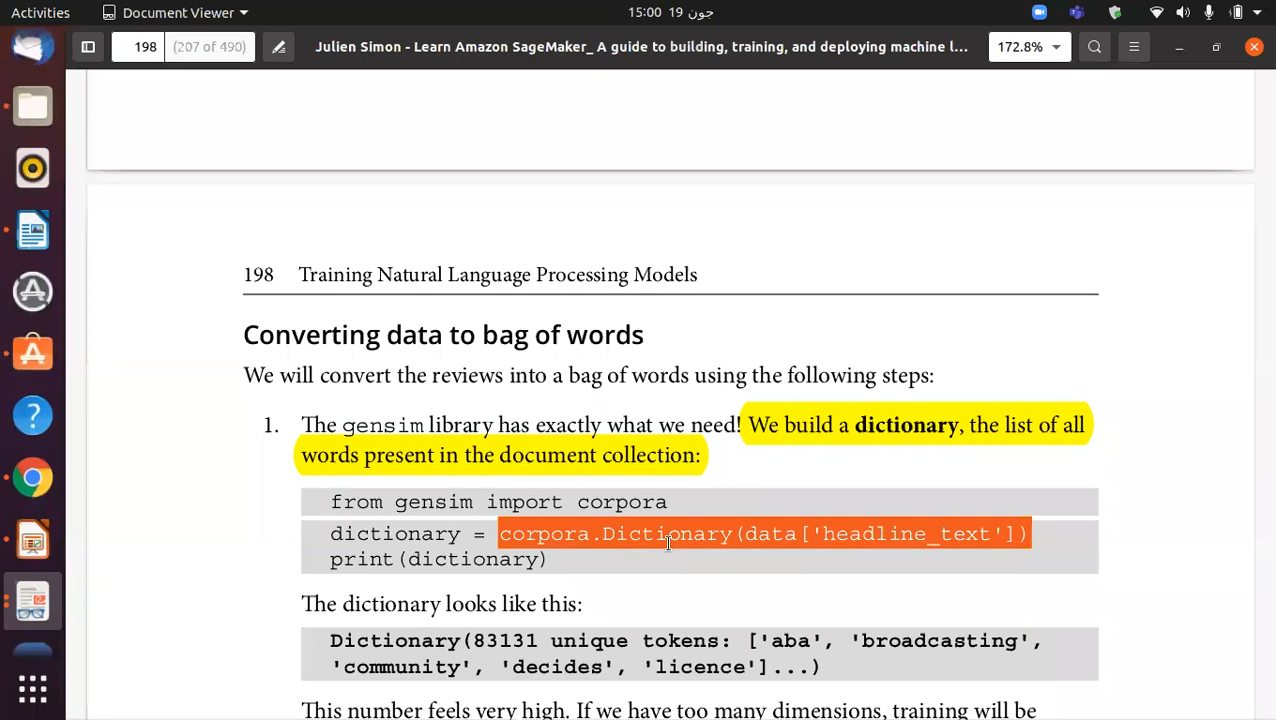 Activities
Document Viewer
15:00 19 جون
198
(207 of 490)
Julien Simon - Learn Amazon SageMaker_ A guide to building, training, and deploying machine l...
172.8%
198 Training Natural Language Processing Models
Converting data to bag of words
We will convert the reviews into a bag of words using the following steps:
1. The gensim library has exactly what we need! We build a dictionary, the list of all
words present in the document collection:
from gensim import corpora
dictionary = corpora.Dictionary(data['headline_text'])
print(dictionary)
The dictionary looks like this:
Dictionary(83131 unique tokens: ['aba', 'broadcasting',
'community', 'decides', 'licence']...)
This number feels very high. If we have too many dimensions, training will be